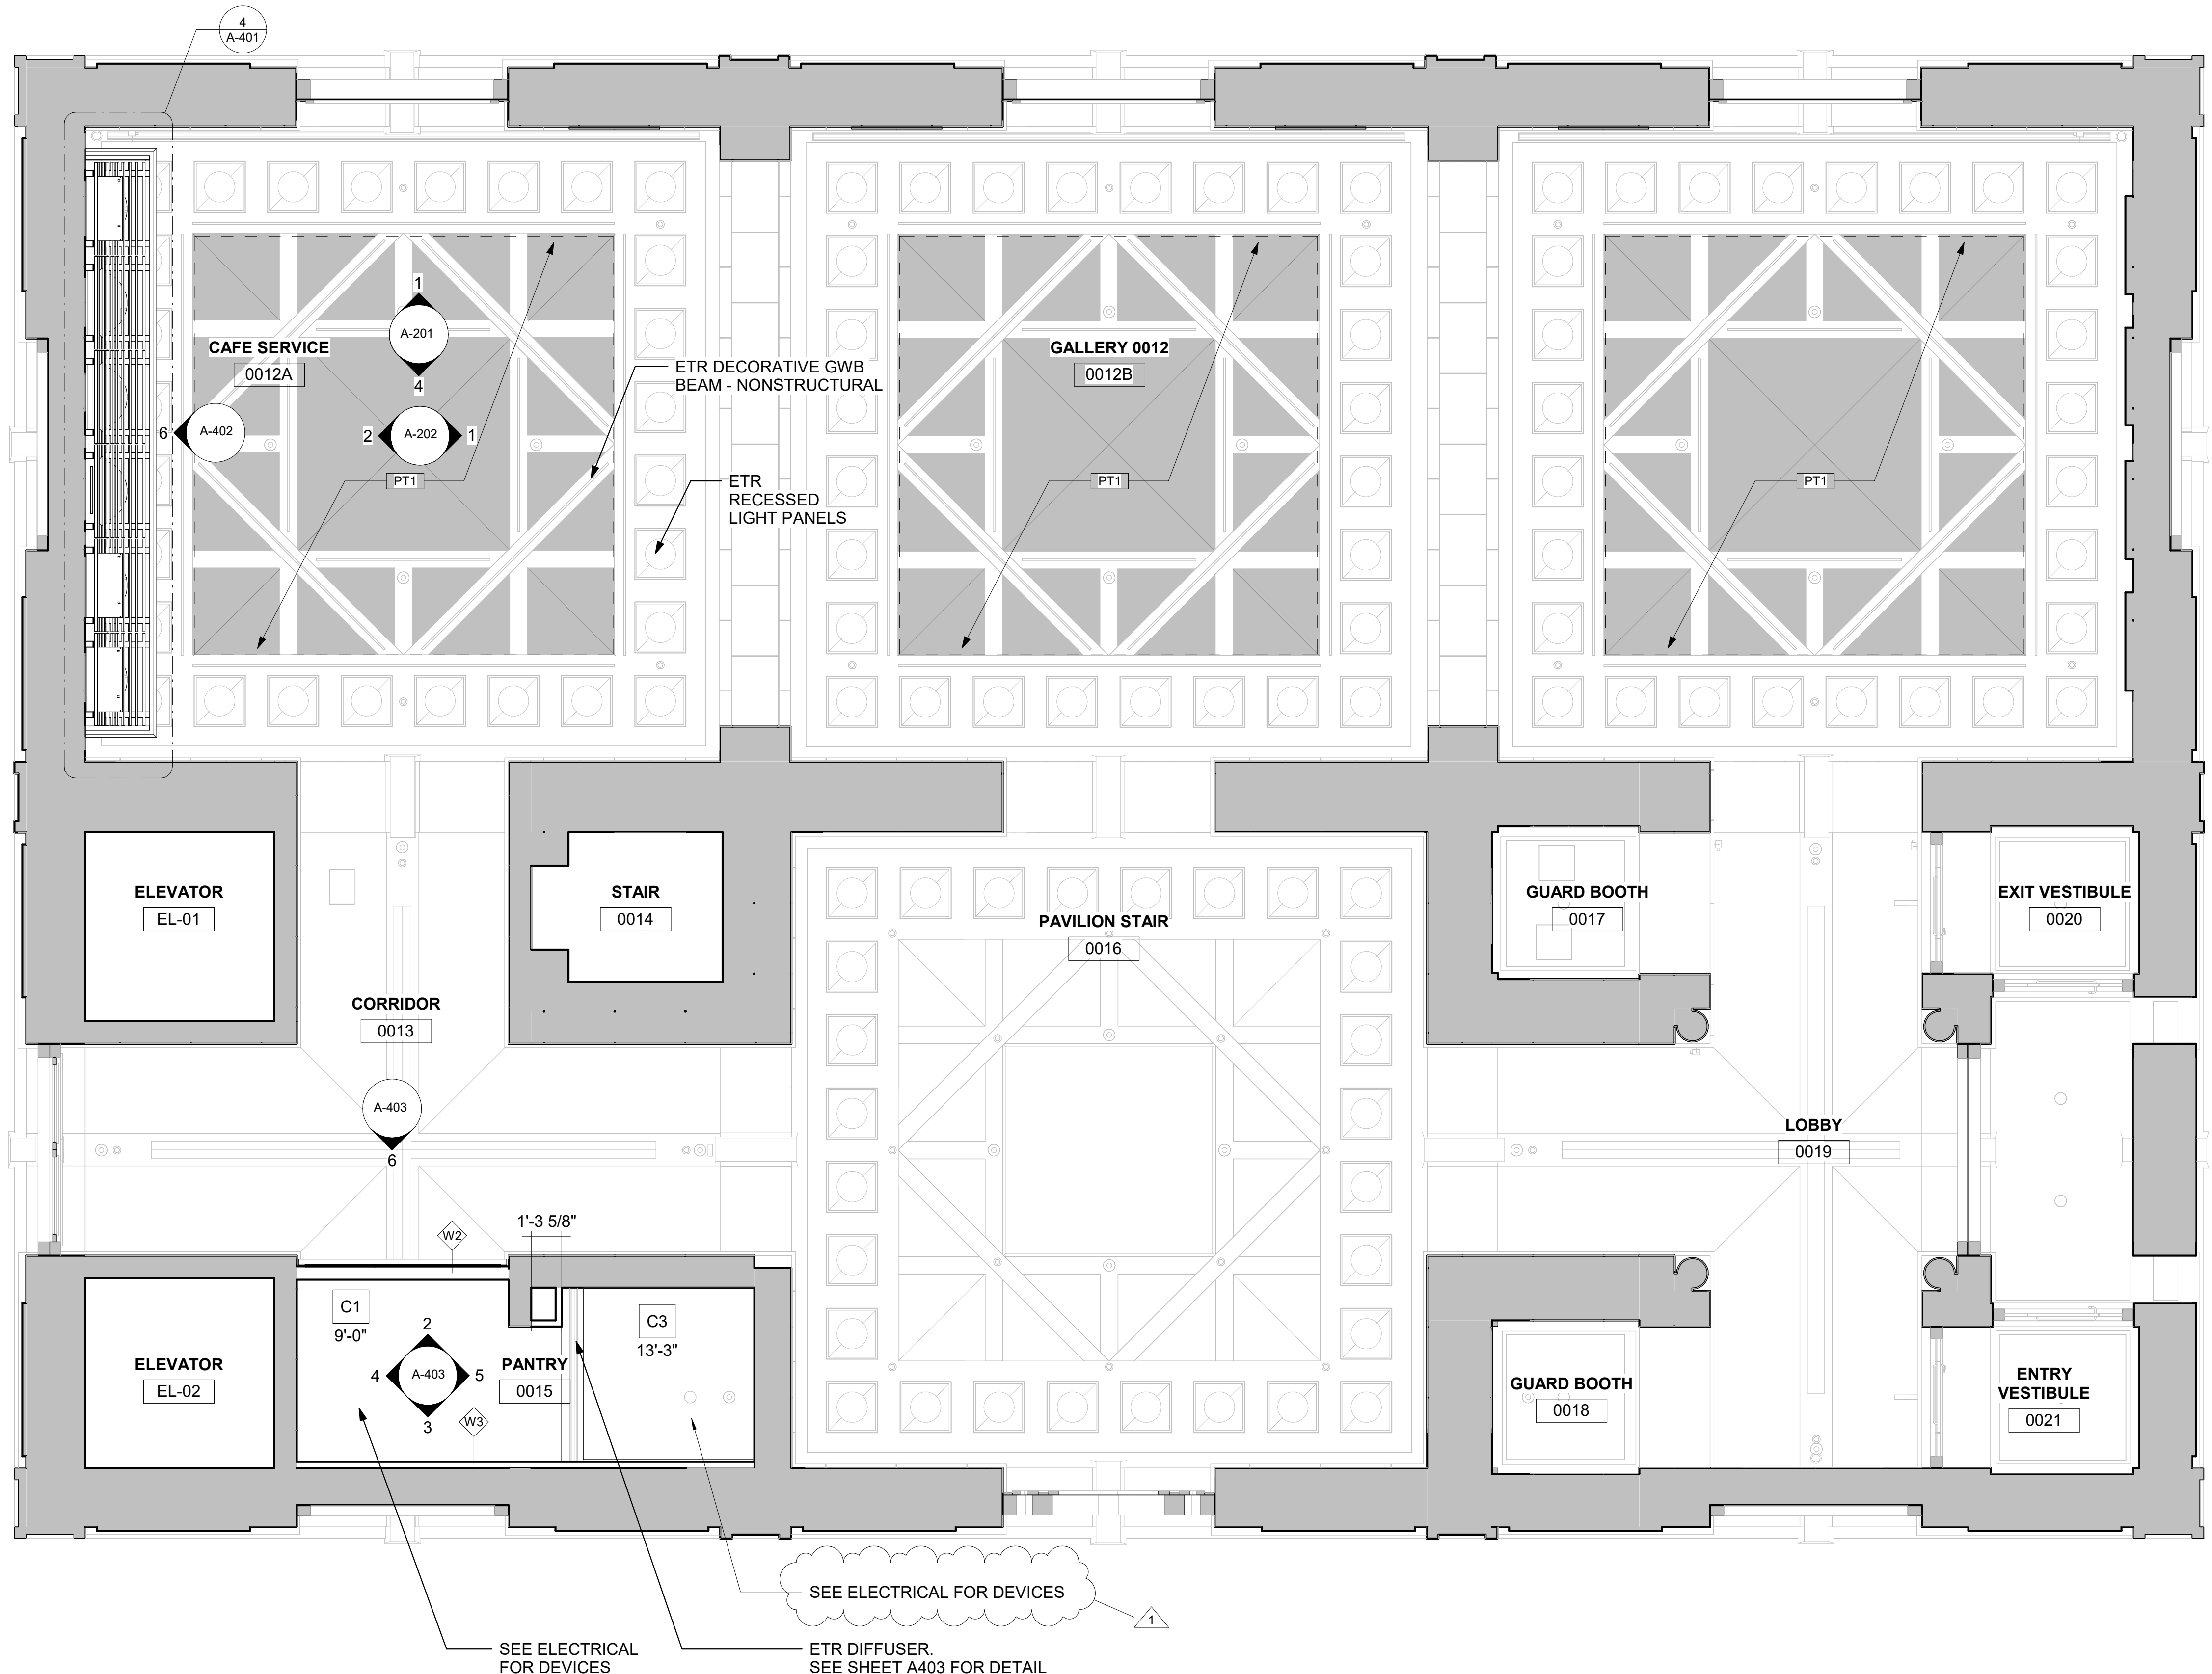 4
A-401
1
A-201
4
CAFE SERVICE
0012A
6
A-402
2
A-202
1
PT1
ETR DECORATIVE GWB
BEAM - NONSTRUCTURAL
ETR
RECESSED
LIGHT PANELS
GALLERY 0012
0012B
PT1
PT1
ELEVATOR
EL-01
STAIR
0014
CORRIDOR
0013
PAVILION STAIR
0016
GUARD BOOTH
0017
EXIT VESTIBULE
0020
A-403
6
LOBBY
0019
W2
1'-3 5/8"
C1
9'-0"
C3
13'-3"
2
4
A-403
5
3
PANTRY
0015
W3
ELEVATOR
EL-02
GUARD BOOTH
0018
ENTRY
VESTIBULE
0021
SEE ELECTRICAL FOR DEVICES
1
SEE ELECTRICAL
FOR DEVICES
ETR DIFFUSER.
SEE SHEET A403 FOR DETAIL